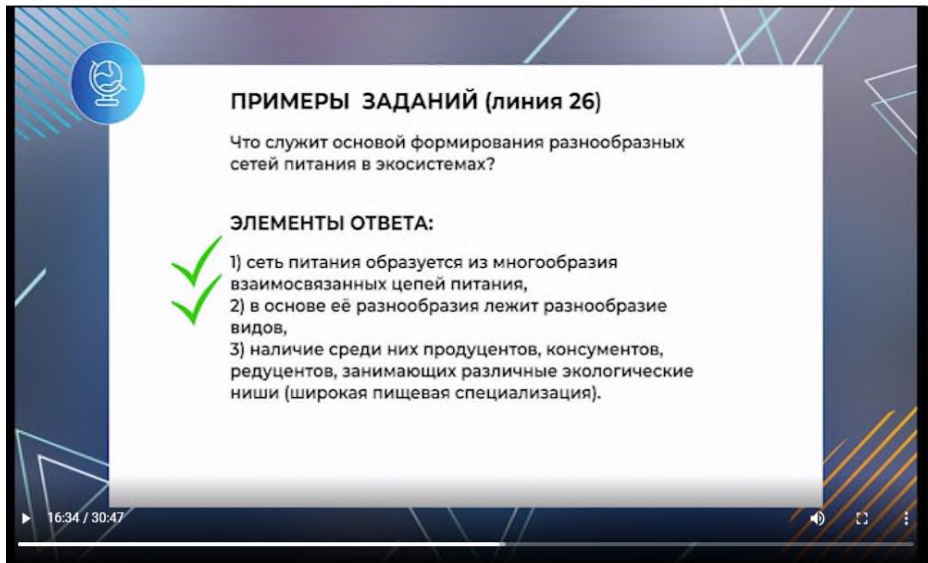 ПРИМЕРЫ ЗАДАНИЙ (линия 26)
Что служит основой формирования разнообразных
сетей питания в экосистемах?
ЭЛЕМЕНТЫ ОТВЕТА:
1) сеть питания образуется из многообразия
взаимосвязанных цепей питания,
2) в основе её разнообразия лежит разнообразие
видов,
3) наличие среди них продуцентов, консументов,
редуцентов, занимающих различные экологические
ниши (широкая пищевая специализация).
16:34 / 30:47